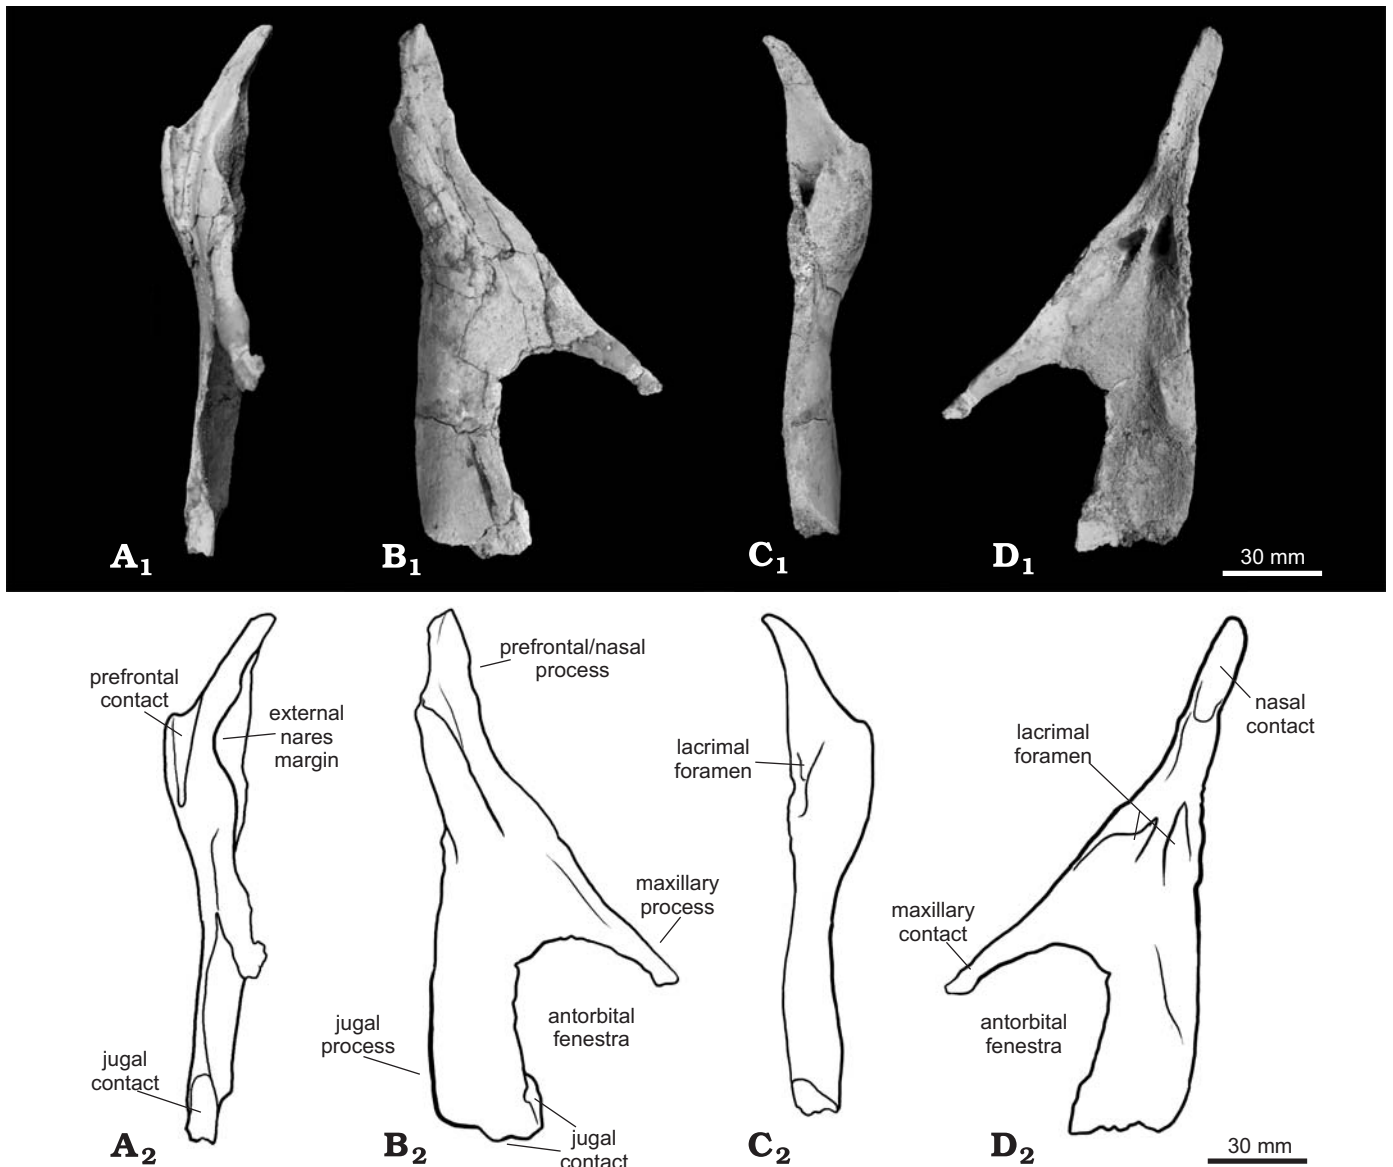 A1
B1
C1
D1
30 mm
prefrontal
contact
external
nares
margin
jugal
contact
A2
prefrontal/nasal
process
maxillary
process
antorbital
fenestra
jugal
process
jugal
contact
B2
lacrimal
foramen
C2
nasal
contact
lacrimal
foramen
maxillary
contact
antorbital
fenestra
D2
30 mm